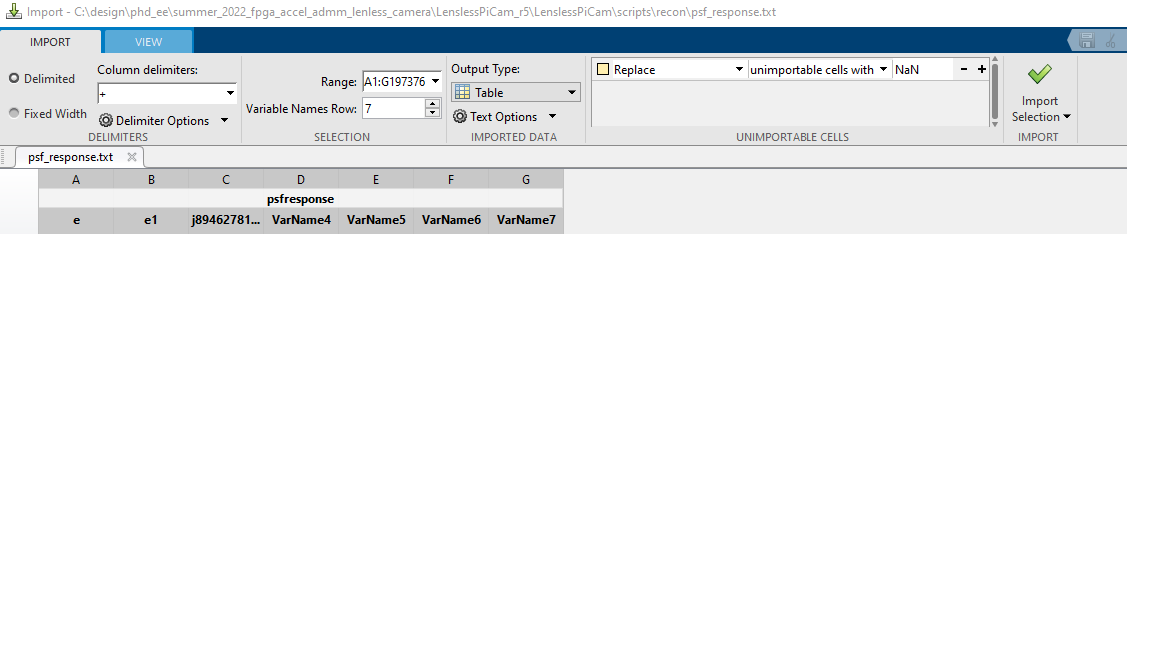 Import - C:\design\phd_ee\summer_2022_fpga_accel_admm_lenless_camera\LenslessPiCam_r5\LenslessPiCam\scripts\recon\psf_response.txt
IMPORT VIEW
Delimited
Fixed Width
Column delimiters:
+
Delimiter Options
DELIMITERS
Range: A1:G197376
Variable Names Row: 7
SELECTION
Output Type:
Table
Text Options
IMPORTED DATA
Replace unimportable cells with NaN - +
UNIMPORTABLE CELLS
Import
Selection
IMPORT
psf_response.txt
A B C D E F G
psfresponse
e e1 j89462781... VarName4 VarName5 VarName6 VarName7